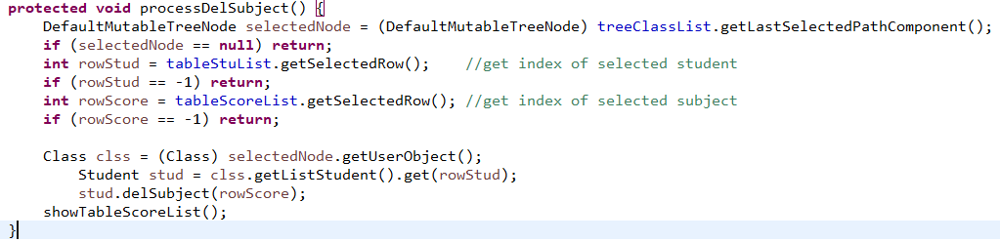 protected void processDelSubject() {
    DefaultMutableTreeNode selectedNode = (DefaultMutableTreeNode) treeClassList.getLastSelectedPathComponent();
    if (selectedNode == null) return;
    int rowStud = tableStuList.getSelectedRow();    //get index of selected student
    if (rowStud == -1) return;
    int rowScore = tableScoreList.getSelectedRow(); //get index of selected subject
    if (rowScore == -1) return;

    Class clss = (Class) selectedNode.getUserObject();
        Student stud = clss.getListStudent().get(rowStud);
        stud.delSubject(rowScore);
    showTableScoreList();
}